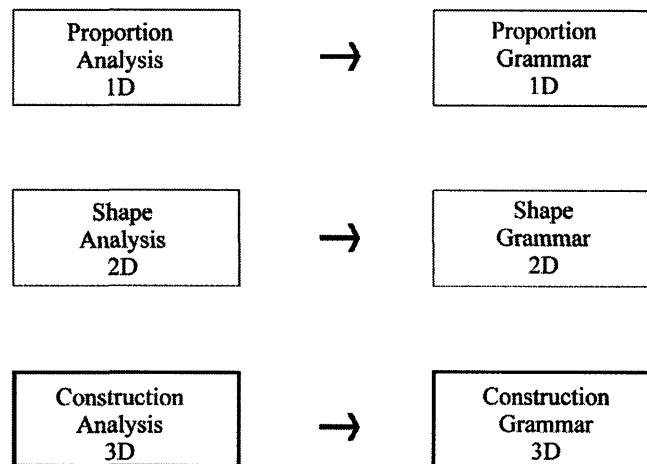 Proportion
Analysis
1D
→
Proportion
Grammar
1D
Shape
Analysis
2D
→
Shape
Grammar
2D
Construction
Analysis
3D
→
Construction
Grammar
3D